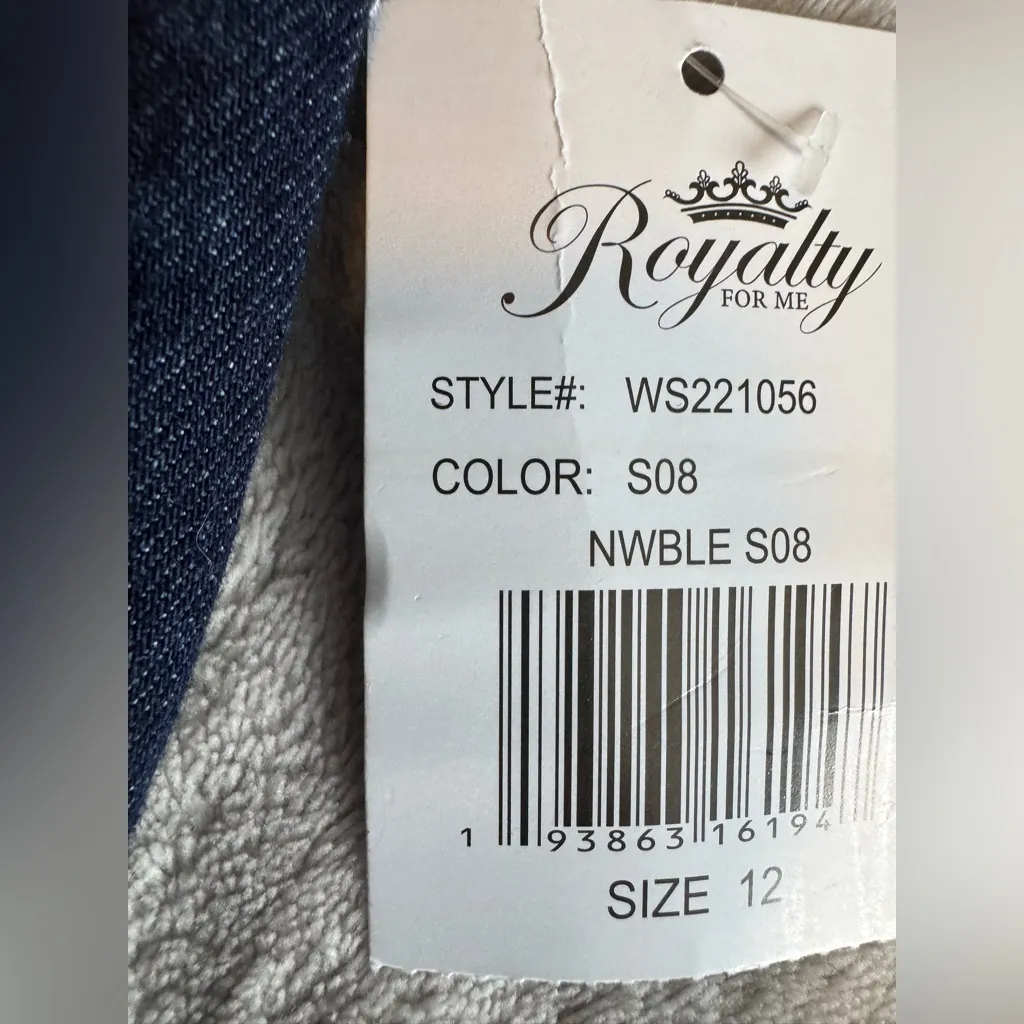 Royalty
FOR ME
STYLE#: WS221056
COLOR: S08
NWBLE S08
1 93863 16194
SIZE 12